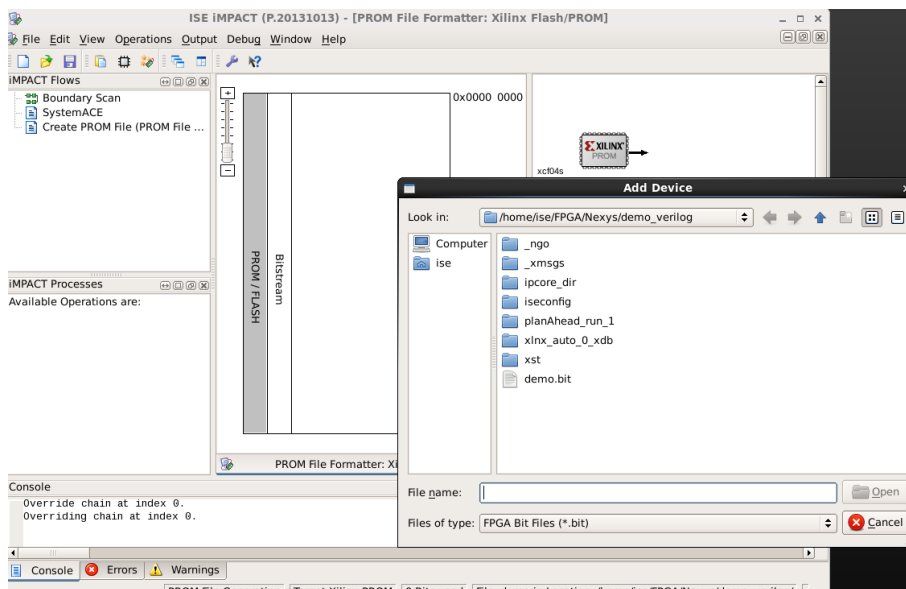 ISE iMPACT (P.20131013) - [PROM File Formatter: Xilinx Flash/PROM]
File Edit View Operations Output Debug Window Help
iMPACT Flows
Boundary Scan
SystemACE
Create PROM File (PROM File ...
iMPACT Processes
Available Operations are:
PROM / FLASH
Bitstream
0x0000 0000
XILINX
PROM
xcf04s
PROM File Formatter: Xi
Add Device
Look in:
/home/ise/FPGA/Nexys/demo_verilog
Computer
ise
_ngo
_xmsgs
ipcore_dir
iseconfig
planAhead_run_1
xlnx_auto_0_xdb
xst
demo.bit
File name:
Open
Files of type:
FPGA Bit Files (*.bit)
Cancel
Console
Override chain at index 0.
Overriding chain at index 0.
Console
Errors
Warnings